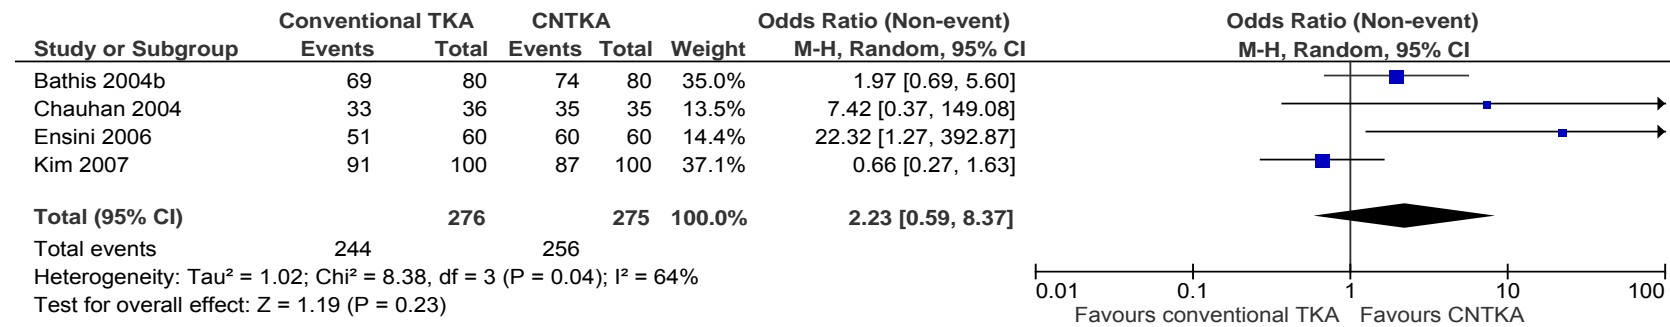 Conventional TKA CNTKA Odds Ratio (Non-event) Odds Ratio (Non-event)
Study or Subgroup Events Total Events Total Weight M-H, Random, 95% CI M-H, Random, 95% CI
Bathis 2004b 69 80 74 80 35.0% 1.97 [0.69, 5.60]
Chauhan 2004 33 36 35 35 13.5% 7.42 [0.37, 149.08]
Ensini 2006 51 60 60 60 14.4% 22.32 [1.27, 392.87]
Kim 2007 91 100 87 100 37.1% 0.66 [0.27, 1.63]
Total (95% CI) 276 275 100.0% 2.23 [0.59, 8.37]
Total events 244 256
Heterogeneity: Tau² = 1.02; Chi² = 8.38, df = 3 (P = 0.04); I² = 64%
Test for overall effect: Z = 1.19 (P = 0.23)
0.01 0.1 1 10 100
Favours conventional TKA Favours CNTKA